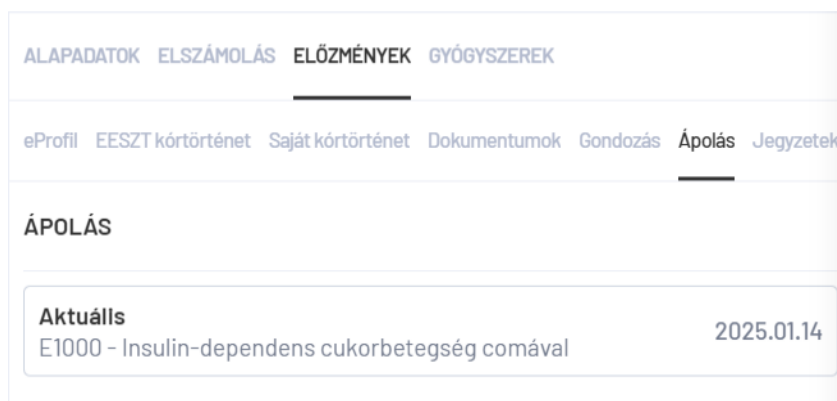 ALAPADATOK ELSZÁMOLÁS ELŐZMÉNYEK GYÓGYSZEREK
eProfil EESZT kórtörténet Saját kórtörténet Dokumentumok Gondozás Ápolás Jegyzetek
ÁPOLÁS
Aktuális
2025.01.14
E1000 - Insulin-dependens cukorbetegség comával